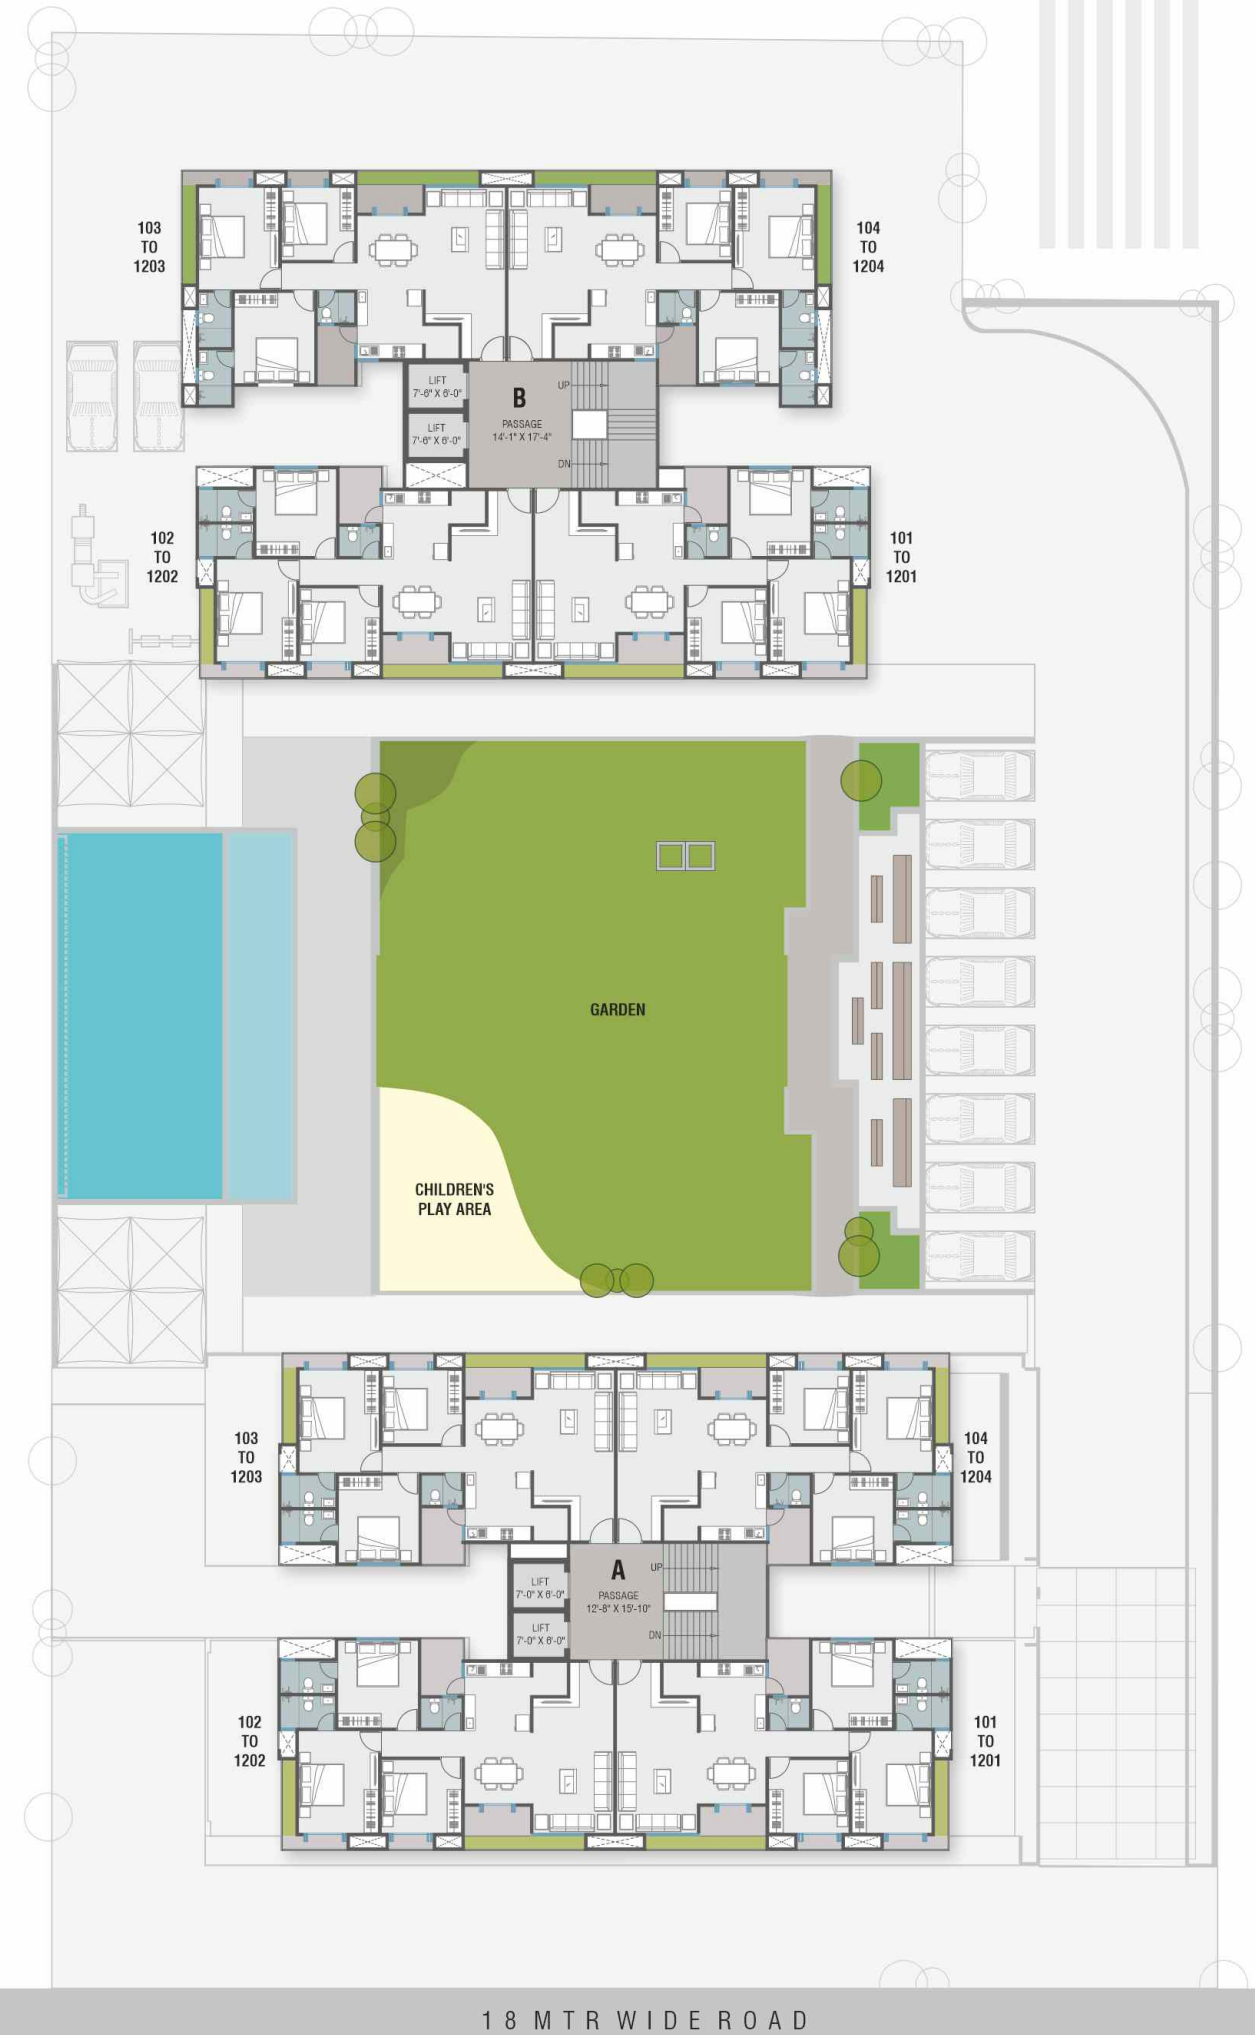 103
TO
1203
104
TO
1204
LIFT
7'-6" X 6'-0"
LIFT
7'-6" X 6'-0"
B
PASSAGE
14'-1" X 17'-4"
UP
DN
102
TO
1202
101
TO
1201
GARDEN
CHILDREN'S
PLAY AREA
103
TO
1203
104
TO
1204
LIFT
7'-0" X 6'-0"
LIFT
7'-0" X 6'-0"
A
PASSAGE
12'-8" X 15'-10"
UP
DN
102
TO
1202
101
TO
1201
18 MTR WIDE ROAD